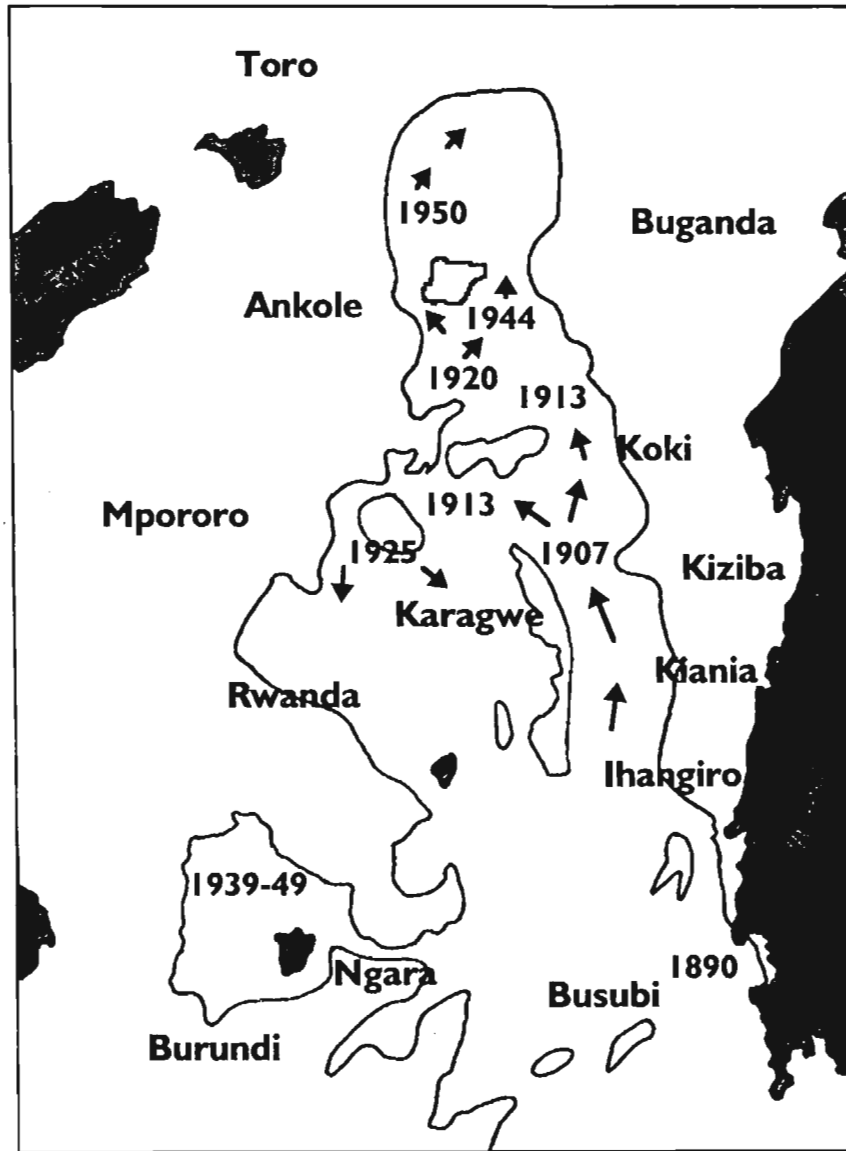 Toro
1950
Buganda
Ankole
1944
1920
1913
Koki
1913
Mpororo
1925
1907
Kiziba
Karagwe
Kiania
Rwanda
Ihangiro
1939-49
1890
Ngara
Busubi
Burundi